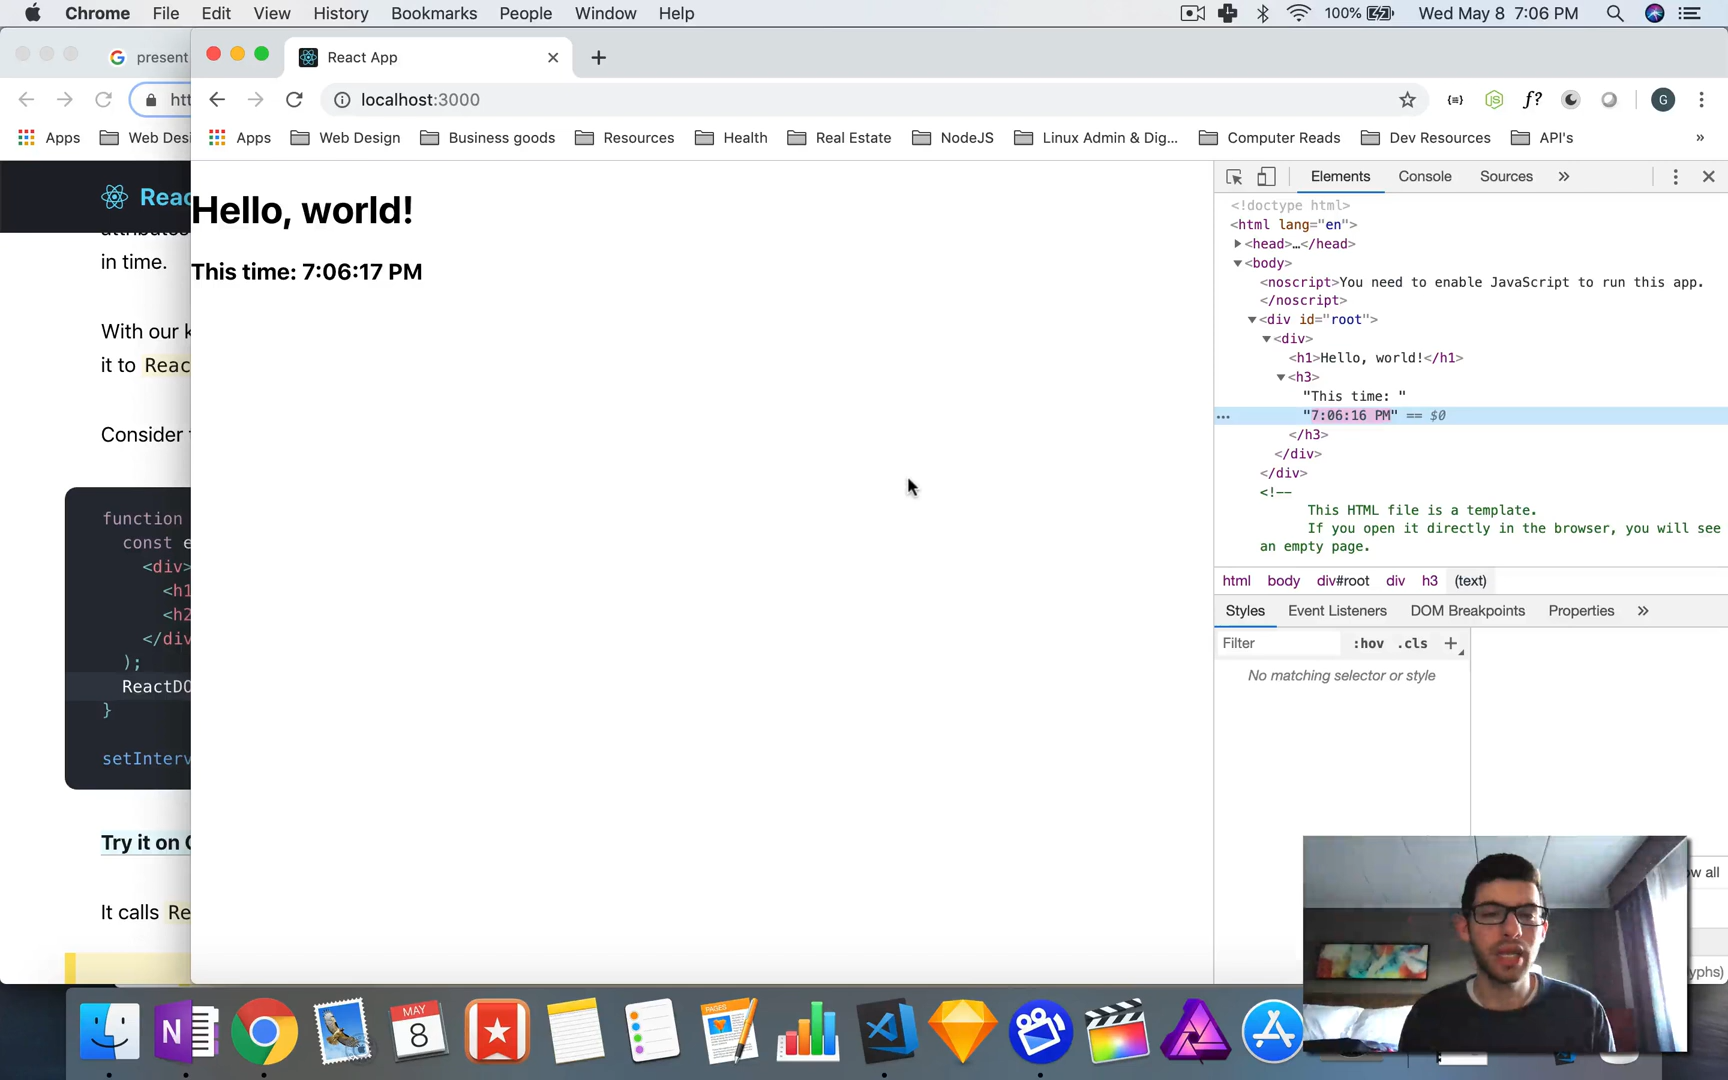 Chrome File Edit View History Bookmarks People Window Help 100% Wed May 8 7:06 PM
present React App
htt localhost:3000 {≡} JS f? G
Apps Web Desi Apps Web Design Business goods Resources Health Real Estate NodeJS Linux Admin & Dig... Computer Reads Dev Resources API's »
Reac
attributes
in time.
With our k
it to Reac
Consider t
function
const e
<div>
<h1
<h2
</div
);
ReactDO
}
setInterv
Try it on C
It calls Re
Hello, world!
This time: 7:06:17 PM
Elements Console Sources »
<!doctype html>
<html lang="en">
<head>…</head>
<body>
<noscript>You need to enable JavaScript to run this app.
</noscript>
<div id="root">
<div>
<h1>Hello, world!</h1>
<h3>
"This time: "
"7:06:16 PM" == $0
</h3>
</div>
</div>
<!--
This HTML file is a template.
If you open it directly in the browser, you will see
an empty page.
html body div#root div h3 (text)
Styles Event Listeners DOM Breakpoints Properties »
Filter :hov .cls +
No matching selector or style
ow all
yphs)
N MAY 8 PAGES